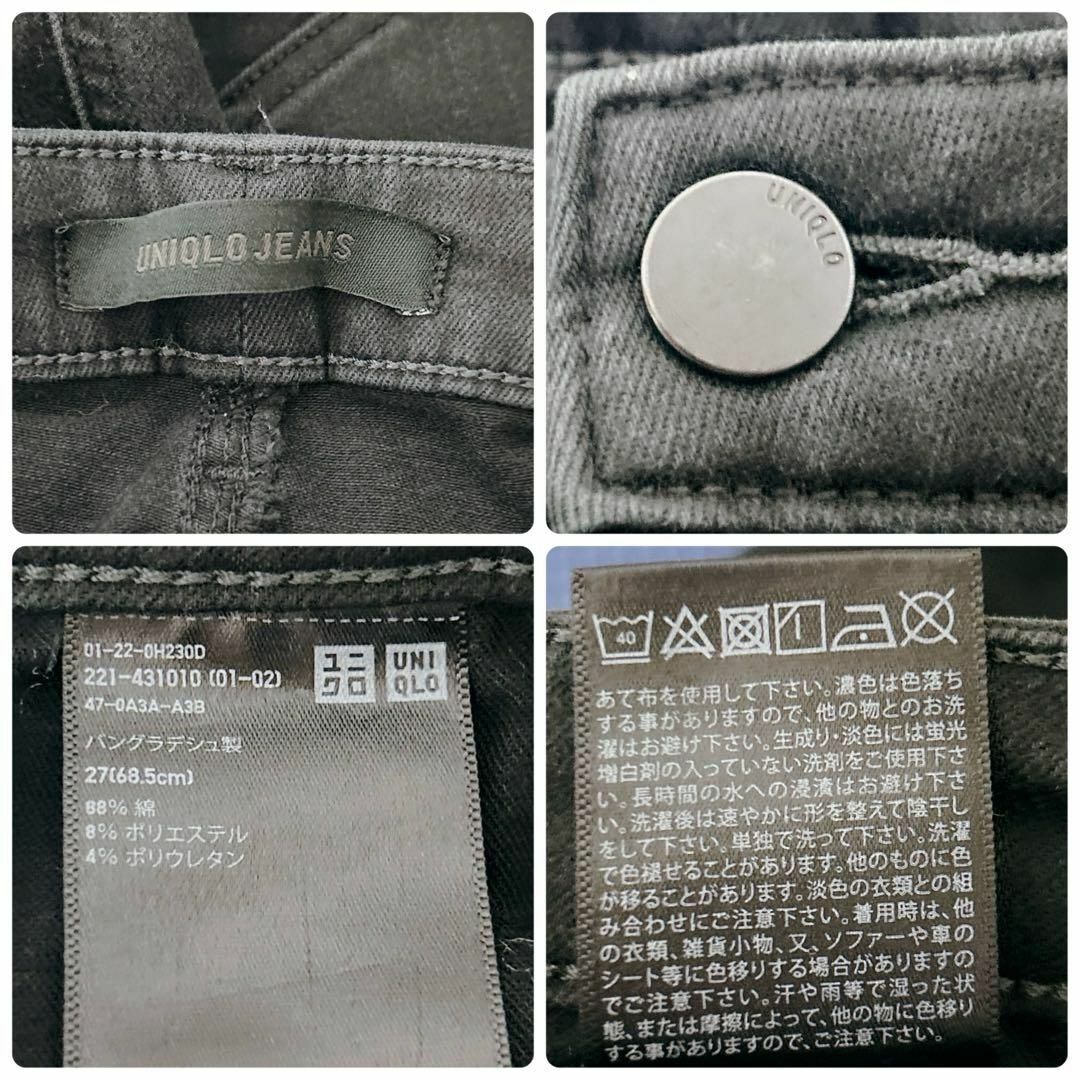 UNIQLO JEANS
UNIQLO
01-22-0H230D
221-431010 (01-02)
47-0A3A-A3B
ユニ
クロ
UNI
QLO
バングラデシュ製
27(68.5cm)
88% 綿
8% ポリエステル
4% ポリウレタン
40
あて布を使用して下さい。濃色は色落ち
する事がありますので、他の物とのお洗
濯はお避け下さい。生成り・淡色には蛍光
増白剤の入っていない洗剤をご使用下さ
い。長時間の水への浸漬はお避け下さ
い。洗濯後は速やかに形を整えて陰干し
をして下さい。単独で洗って下さい。洗濯
で色褪せることがあります。他のものに色
が移ることがあります。淡色の衣類との組
み合わせにご注意下さい。着用時は、他
の衣類、雑貨小物、又、ソファーや車の
シート等に色移りする場合がありますの
でご注意下さい。汗や雨等で湿った状
態、または摩擦によって、他の物に色移り
する事がありますので、ご注意下さい。